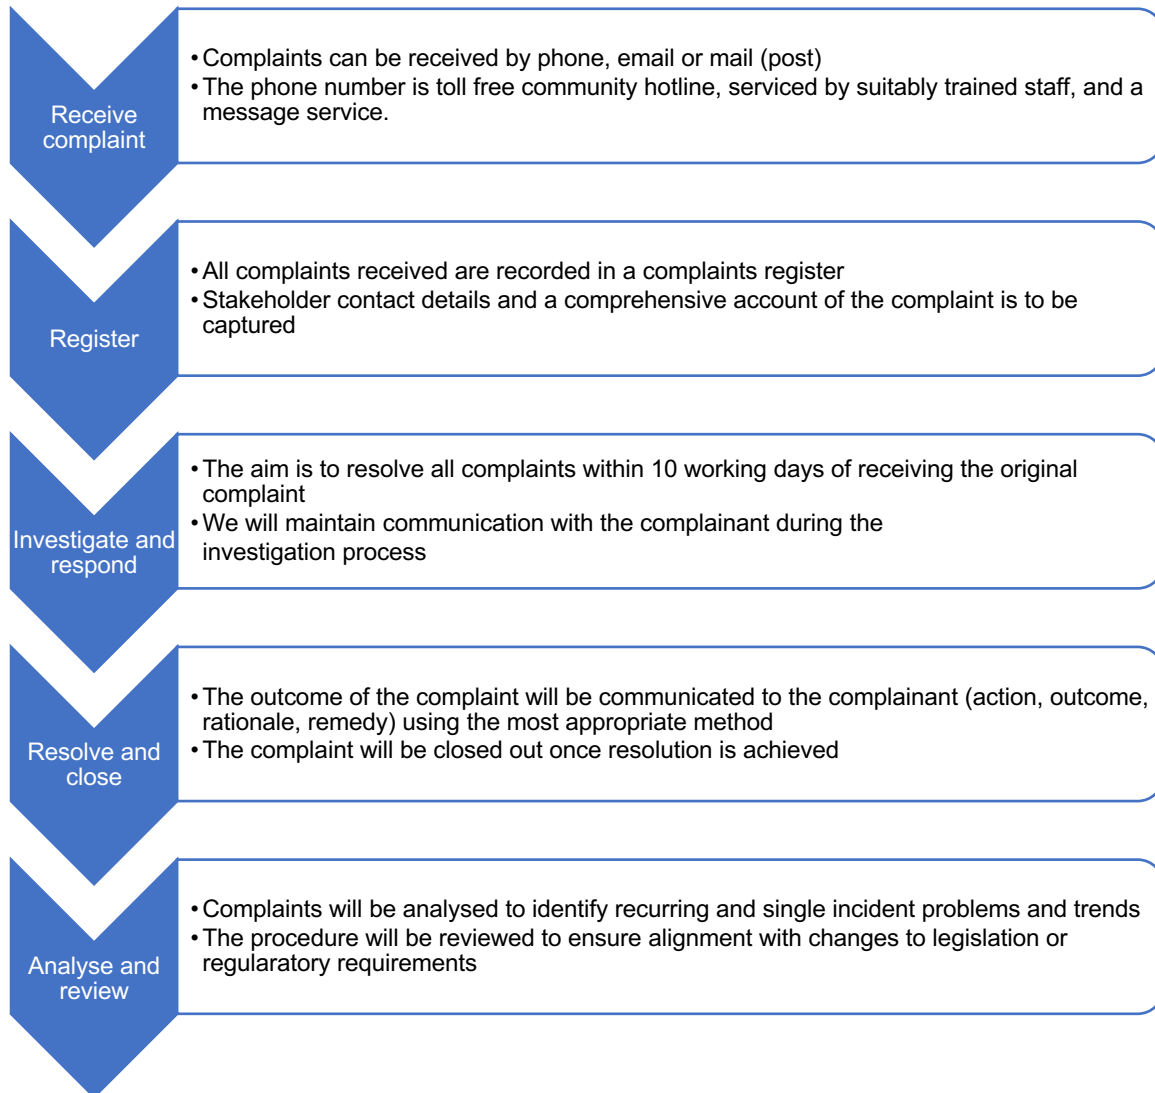 Receive
complaint
•Complaints can be received by phone, email or mail (post)
•The phone number is toll free community hotline, serviced by suitably trained staff, and a
message service.
Register
•All complaints received are recorded in a complaints register
•Stakeholder contact details and a comprehensive account of the complaint is to be
captured
Investigate and
respond
•The aim is to resolve all complaints within 10 working days of receiving the original
complaint
•We will maintain communication with the complainant during the
investigation process
Resolve and
close
•The outcome of the complaint will be communicated to the complainant (action, outcome,
rationale, remedy) using the most appropriate method
•The complaint will be closed out once resolution is achieved
Analyse and
review
•Complaints will be analysed to identify recurring and single incident problems and trends
•The procedure will be reviewed to ensure alignment with changes to legislation or
regularatory requirements